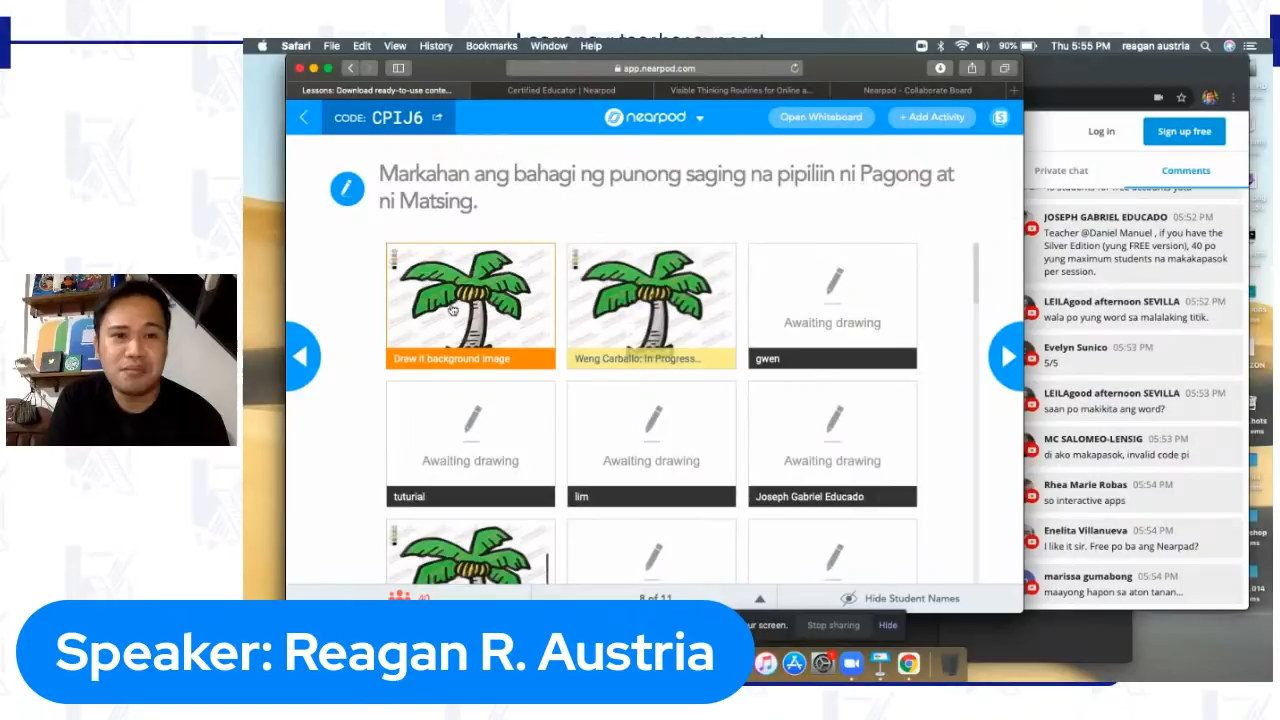 Safari File Edit View History Bookmarks Window Help
90% Thu 5:55 PM reagan austria
app.nearpod.com
Lessons: Download ready-to-use conte...
Certified Educator | Nearpod
Visible Thinking Routines for Online a...
Nearpod - Collaborate Board
CODE: CPIJ6
nearpod
Open Whiteboard
+ Add Activity
S
Log in
Sign up free
Private chat
Comments
Markahan ang bahagi ng punong saging na pipiliin ni Pagong at
ni Matsing.
Draw it background image
Weng Carballo: In Progress...
Awaiting drawing
gwen
Awaiting drawing
tuturial
Awaiting drawing
lim
Awaiting drawing
Joseph Gabriel Educado
40
8 of 11
Hide Student Names
JOSEPH GABRIEL EDUCADO 05:52 PM
Teacher @Daniel Manuel , if you have the
Silver Edition (yung FREE version), 40 po
yung maximum students na makakapasok
per session.
LEILAgood afternoon SEVILLA 05:52 PM
wala po yung word sa malalaking titik.
Evelyn Sunico 05:53 PM
5/5
LEILAgood afternoon SEVILLA 05:53 PM
saan po makikita ang word?
MC SALOMEO-LENSIG 05:53 PM
di ako makapasok, invalid code pi
Rhea Marie Robas 05:54 PM
so interactive apps
Enelita Villanueva 05:54 PM
I like it sir. Free po ba ang Nearpad?
marissa gumabong 05:54 PM
maayong hapon sa aton tanan...
ur screen.
Stop sharing
Hide
Speaker: Reagan R. Austria